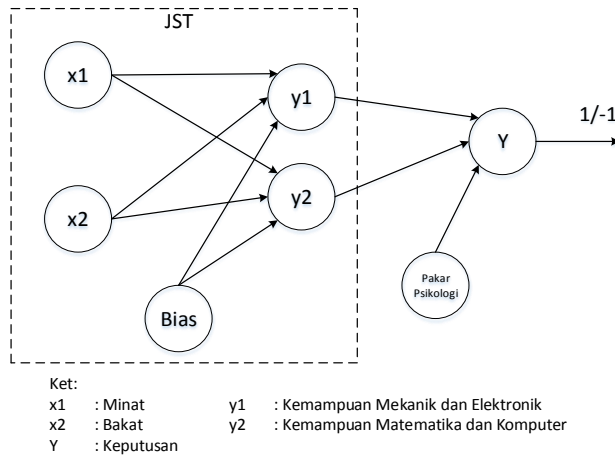 JST
x1
y1
1/-1
Y
y2
x2
Pakar
Psikologi
Bias
Ket:
x1 : Minat y1 : Kemampuan Mekanik dan Elektronik
x2 : Bakat y2 : Kemampuan Matematika dan Komputer
Y : Keputusan